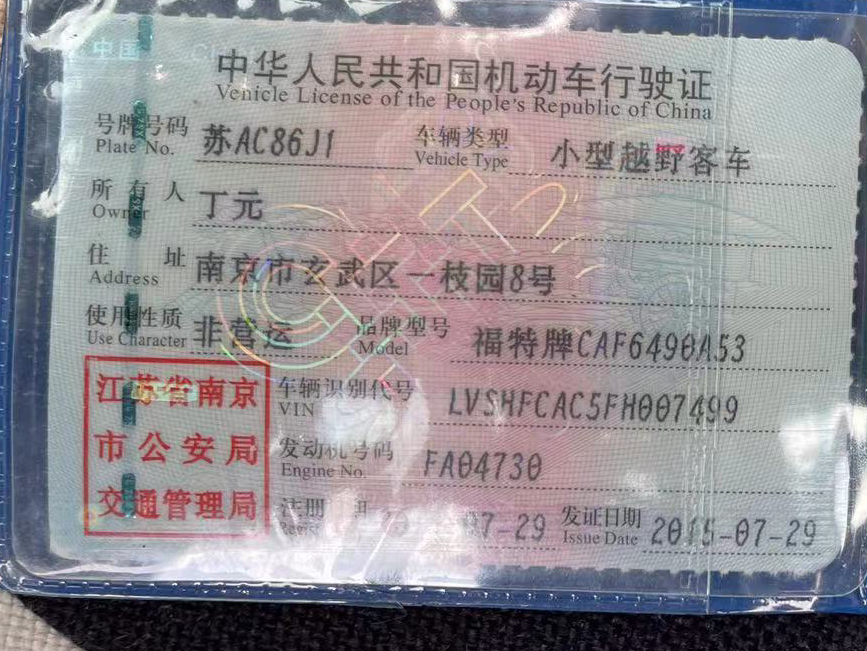 中国
中华人民共和国机动车行驶证
Vehicle License of the People's Republic of China
号牌号码 苏AC86J1 车辆类型 小型越野客车
Plate No. Vehicle Type
所有人 丁元
Owner
住址 南京市玄武区一枝园8号
Address
使用性质 非营运 品牌型号 福特牌CAF6490A53
Use Character Model
江苏省南京
市公安局
交通管理局
车辆识别代号 LVSHFCAC5FH007499
VIN
发动机号码 FA04730
Engine No.
注册 07-29 发证日期 2015-07-29
Issue Date